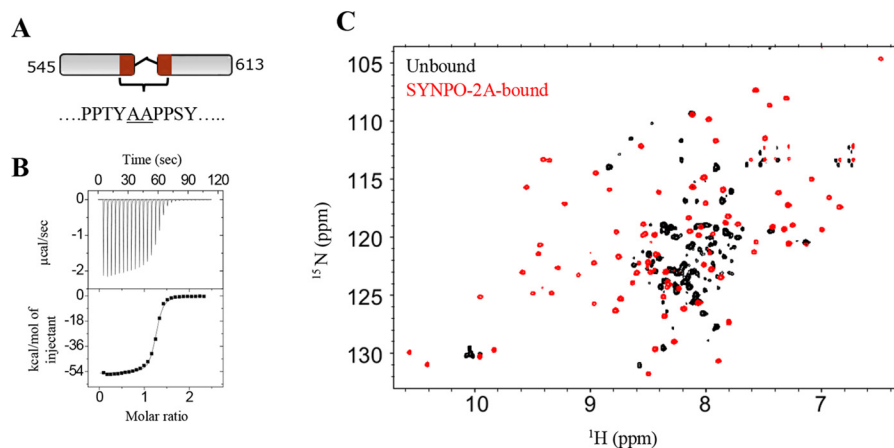 A
545
613
....PPTYAAPPSY.....
B
Time (sec)
0 30 60 90 120
0
-1
-2
µcal/sec
0
-18
-36
-54
kcal/mol of
injectant
0 1 2
Molar ratio
C
Unbound
SYNPO-2A-bound
105
110
115
120
125
130
15N (ppm)
10 9 8 7
1H (ppm)